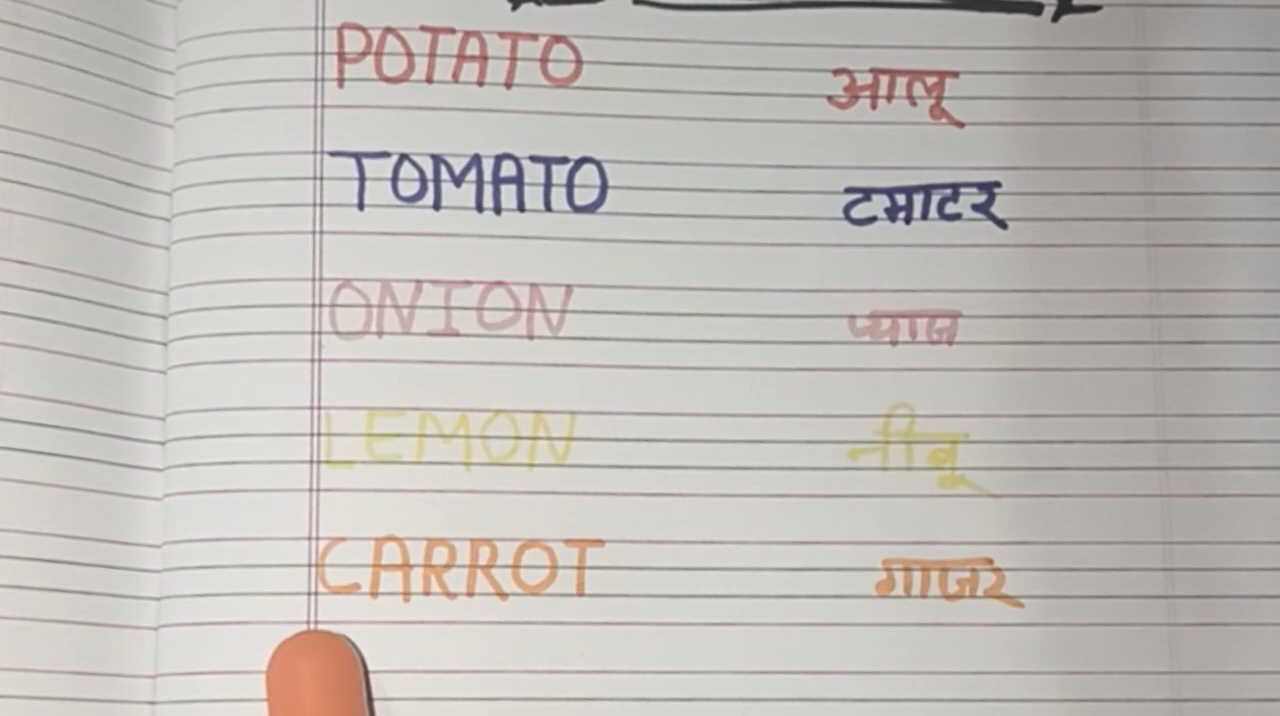 POTATO आलू
TOMATO टमाटर
ONION प्याज
LEMON नीबू
CARROT गाजर